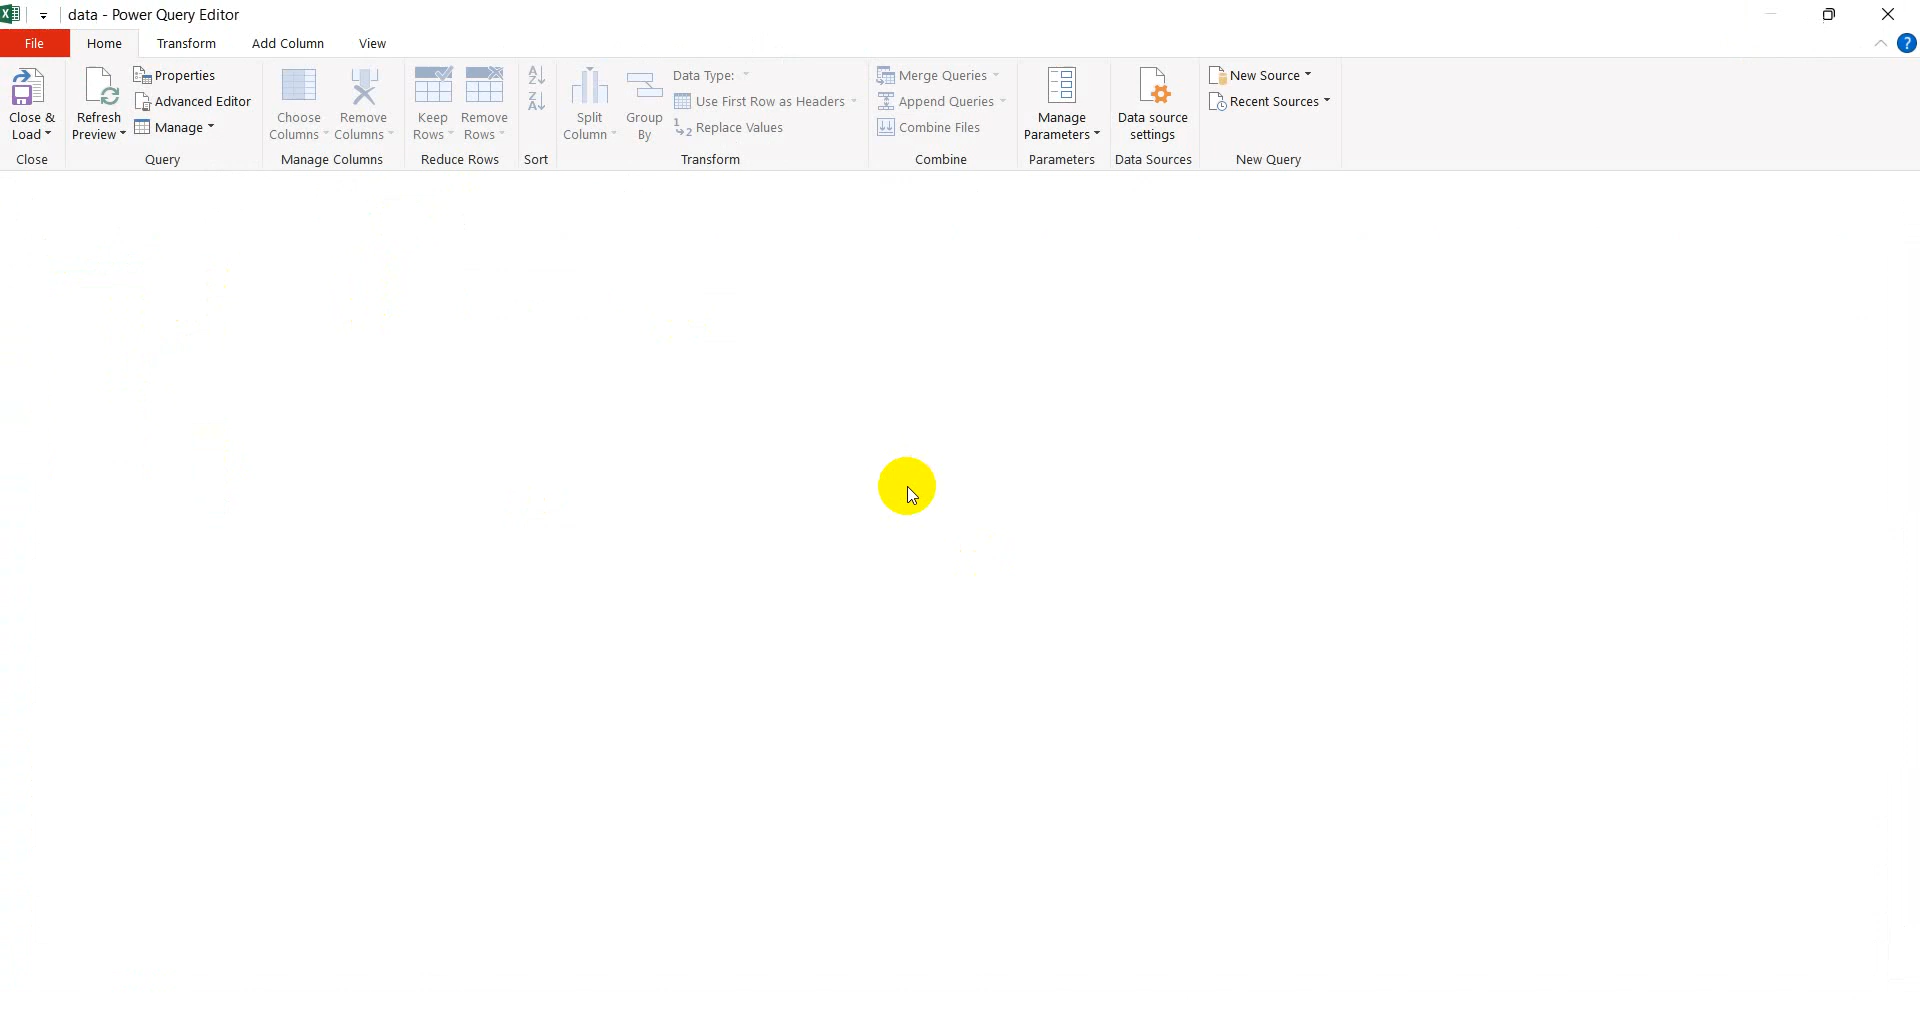 data - Power Query Editor
File Home Transform Add Column View
Close & Load
Close
Refresh Preview
Properties
Advanced Editor
Manage
Query
Choose Columns
Remove Columns
Manage Columns
Keep Rows
Remove Rows
Reduce Rows
Sort
Split Column
Group By
Data Type:
Use First Row as Headers
Replace Values
Transform
Merge Queries
Append Queries
Combine Files
Combine
Manage Parameters
Parameters
Data source settings
Data Sources
New Source
Recent Sources
New Query